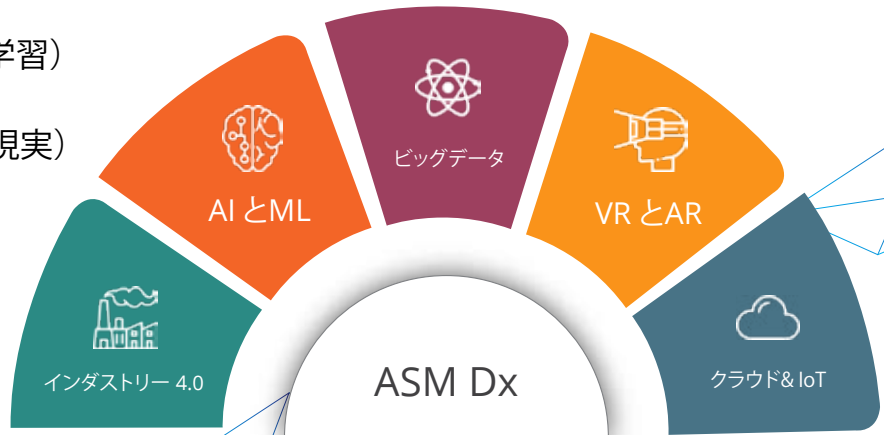 学習）
現実）
ビッグデータ
AI とML
VR とAR
インダストリー 4.0
ASM Dx
クラウド& IoT